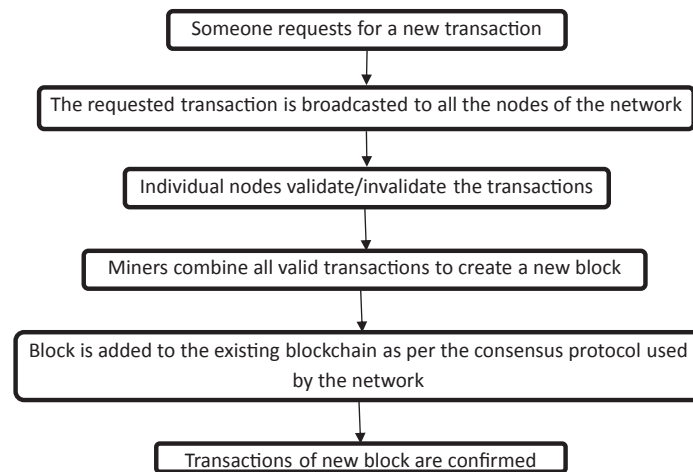 Someone requests for a new transaction
The requested transaction is broadcasted to all the nodes of the network
Individual nodes validate/invalidate the transactions
Miners combine all valid transactions to create a new block
Block is added to the existing blockchain as per the consensus protocol used
by the network
Transactions of new block are confirmed